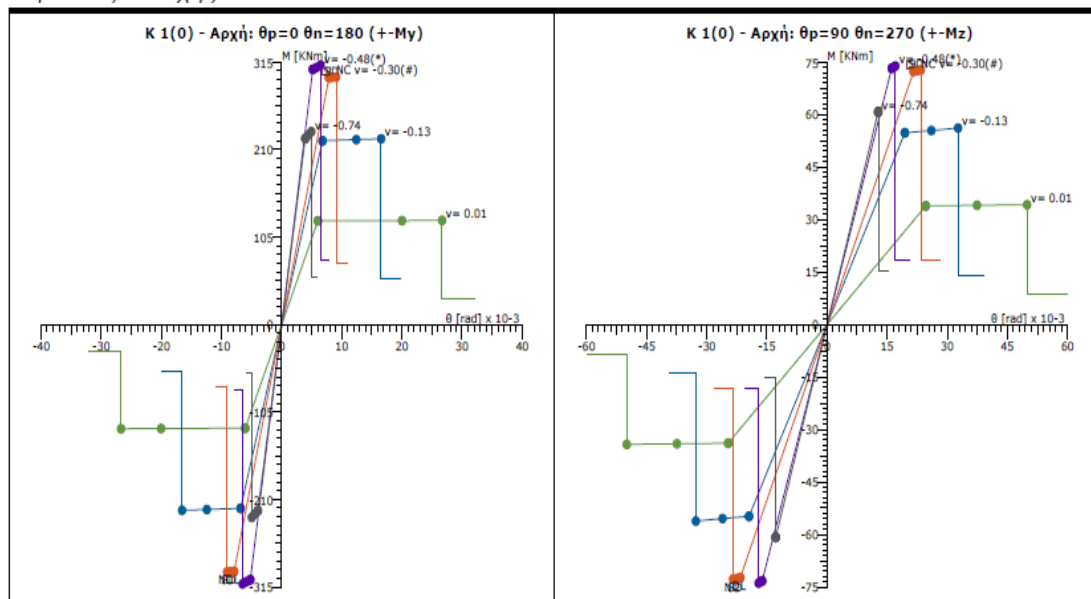 K 1(0) - Αρχή: θp=0 θn=180 (+-My)
M [KNm]
315
v= -0.48(*)
NC v= -0.30(#)
v= -0.74
v= -0.13
210
v= 0.01
105
0
θ [rad] x 10-3
-40 -30 -20 -10 0 10 20 30 40
-105
-210
-315
K 1(0) - Αρχή: θp=90 θn=270 (+-Mz)
M [KNm]
75
v= -0.48(*)
NC v= -0.30(#)
v= -0.74
60
v= -0.13
45
v= 0.01
30
15
0
θ [rad] x 10-3
-60 -45 -30 -15 0 15 30 45 60
-15
-30
-45
-60
-75